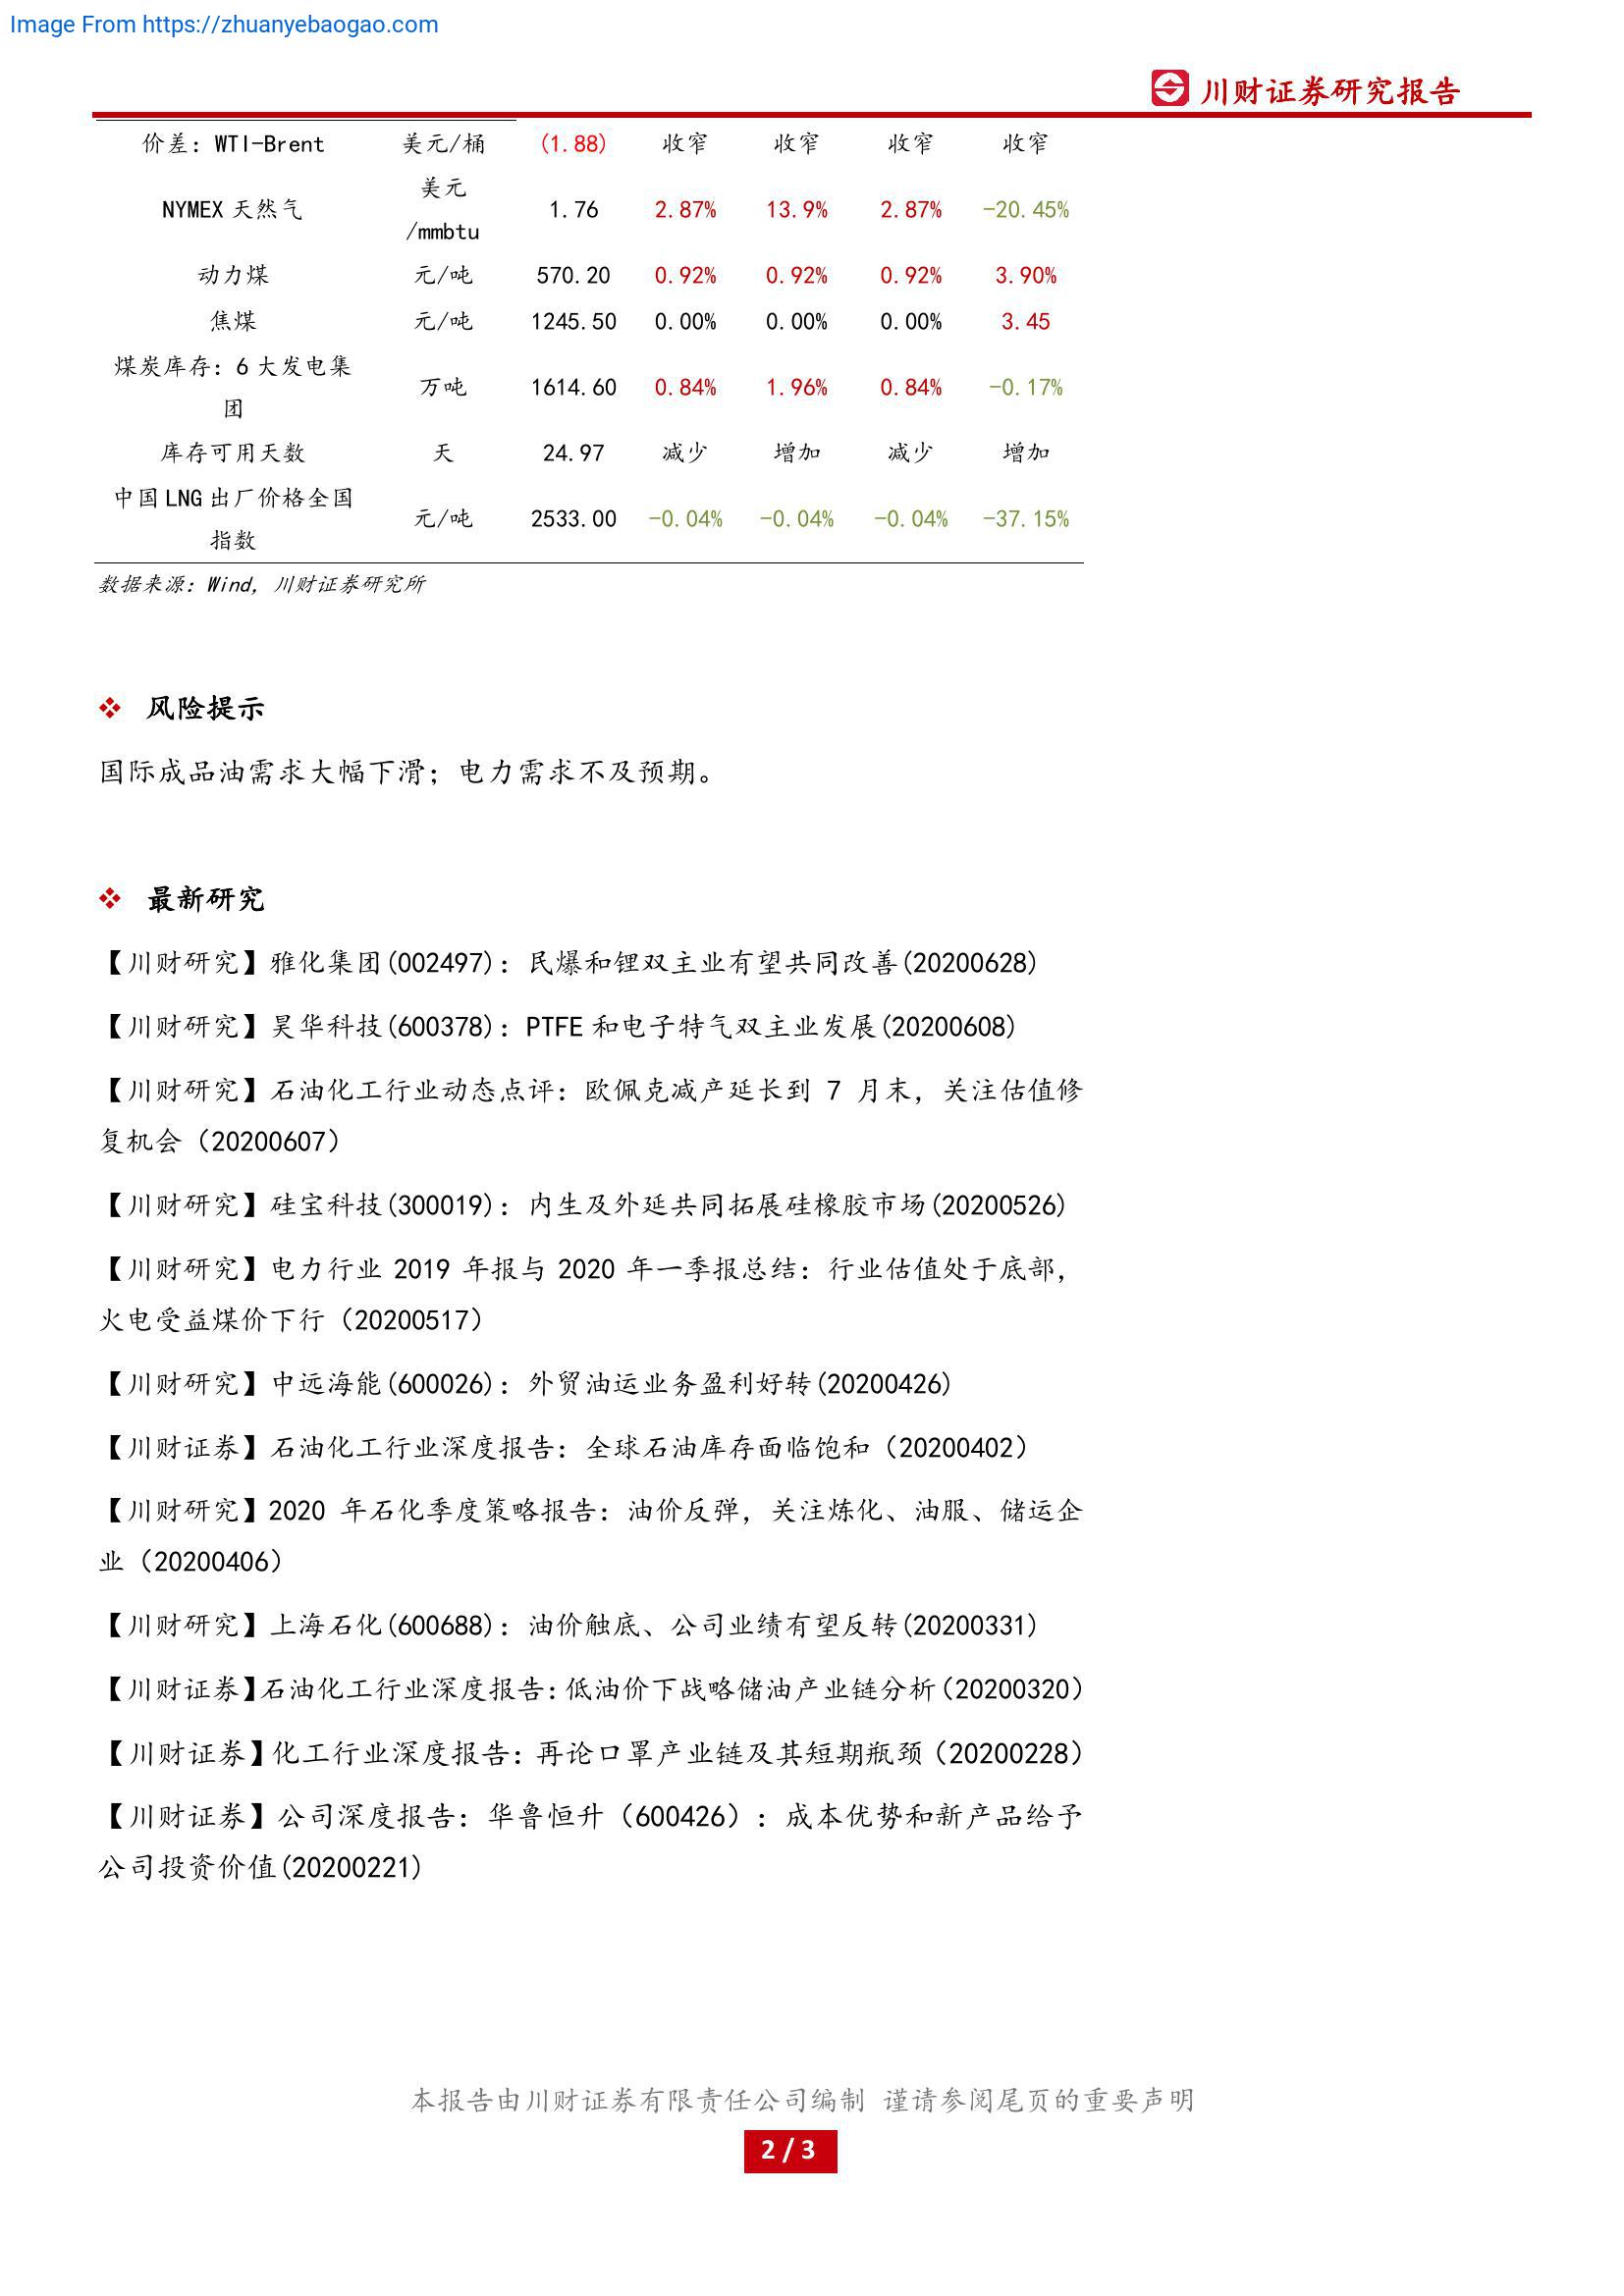 Image From https://zhuanyebaogao.com
川财证券研究报告
价差：WTI-Brent 美元/桶 (1.88) 收窄 收窄 收窄 收窄
美元
NYMEX 天然气 1.76 2.87% 13.9% 2.87% -20.45%
/mmbtu
动力煤 元/吨 570.20 0.92% 0.92% 0.92% 3.90%
焦煤 元/吨 1245.50 0.00% 0.00% 0.00% 3.45
煤炭库存：6 大发电集
万吨 1614.60 0.84% 1.96% 0.84% -0.17%
团
库存可用天数 天 24.97 减少 增加 减少 增加
中国 LNG 出厂价格全国
元/吨 2533.00 -0.04% -0.04% -0.04% -37.15%
指数
数据来源：Wind，川财证券研究所
风险提示
国际成品油需求大幅下滑；电力需求不及预期。
最新研究
【川财研究】雅化集团(002497)：民爆和锂双主业有望共同改善(20200628)
【川财研究】昊华科技(600378)：PTFE 和电子特气双主业发展(20200608)
【川财研究】石油化工行业动态点评：欧佩克减产延长到 7 月末，关注估值修
复机会（20200607）
【川财研究】硅宝科技(300019)：内生及外延共同拓展硅橡胶市场(20200526)
【川财研究】电力行业 2019 年报与 2020 年一季报总结：行业估值处于底部，
火电受益煤价下行（20200517）
【川财研究】中远海能(600026)：外贸油运业务盈利好转(20200426)
【川财证券】石油化工行业深度报告：全球石油库存面临饱和（20200402）
【川财研究】2020 年石化季度策略报告：油价反弹，关注炼化、油服、储运企
业（20200406）
【川财研究】上海石化(600688)：油价触底、公司业绩有望反转(20200331)
【川财证券】石油化工行业深度报告：低油价下战略储油产业链分析（20200320）
【川财证券】化工行业深度报告：再论口罩产业链及其短期瓶颈（20200228）
【川财证券】公司深度报告：华鲁恒升（600426）：成本优势和新产品给予
公司投资价值(20200221)
本报告由川财证券有限责任公司编制 谨请参阅尾页的重要声明
2 / 3